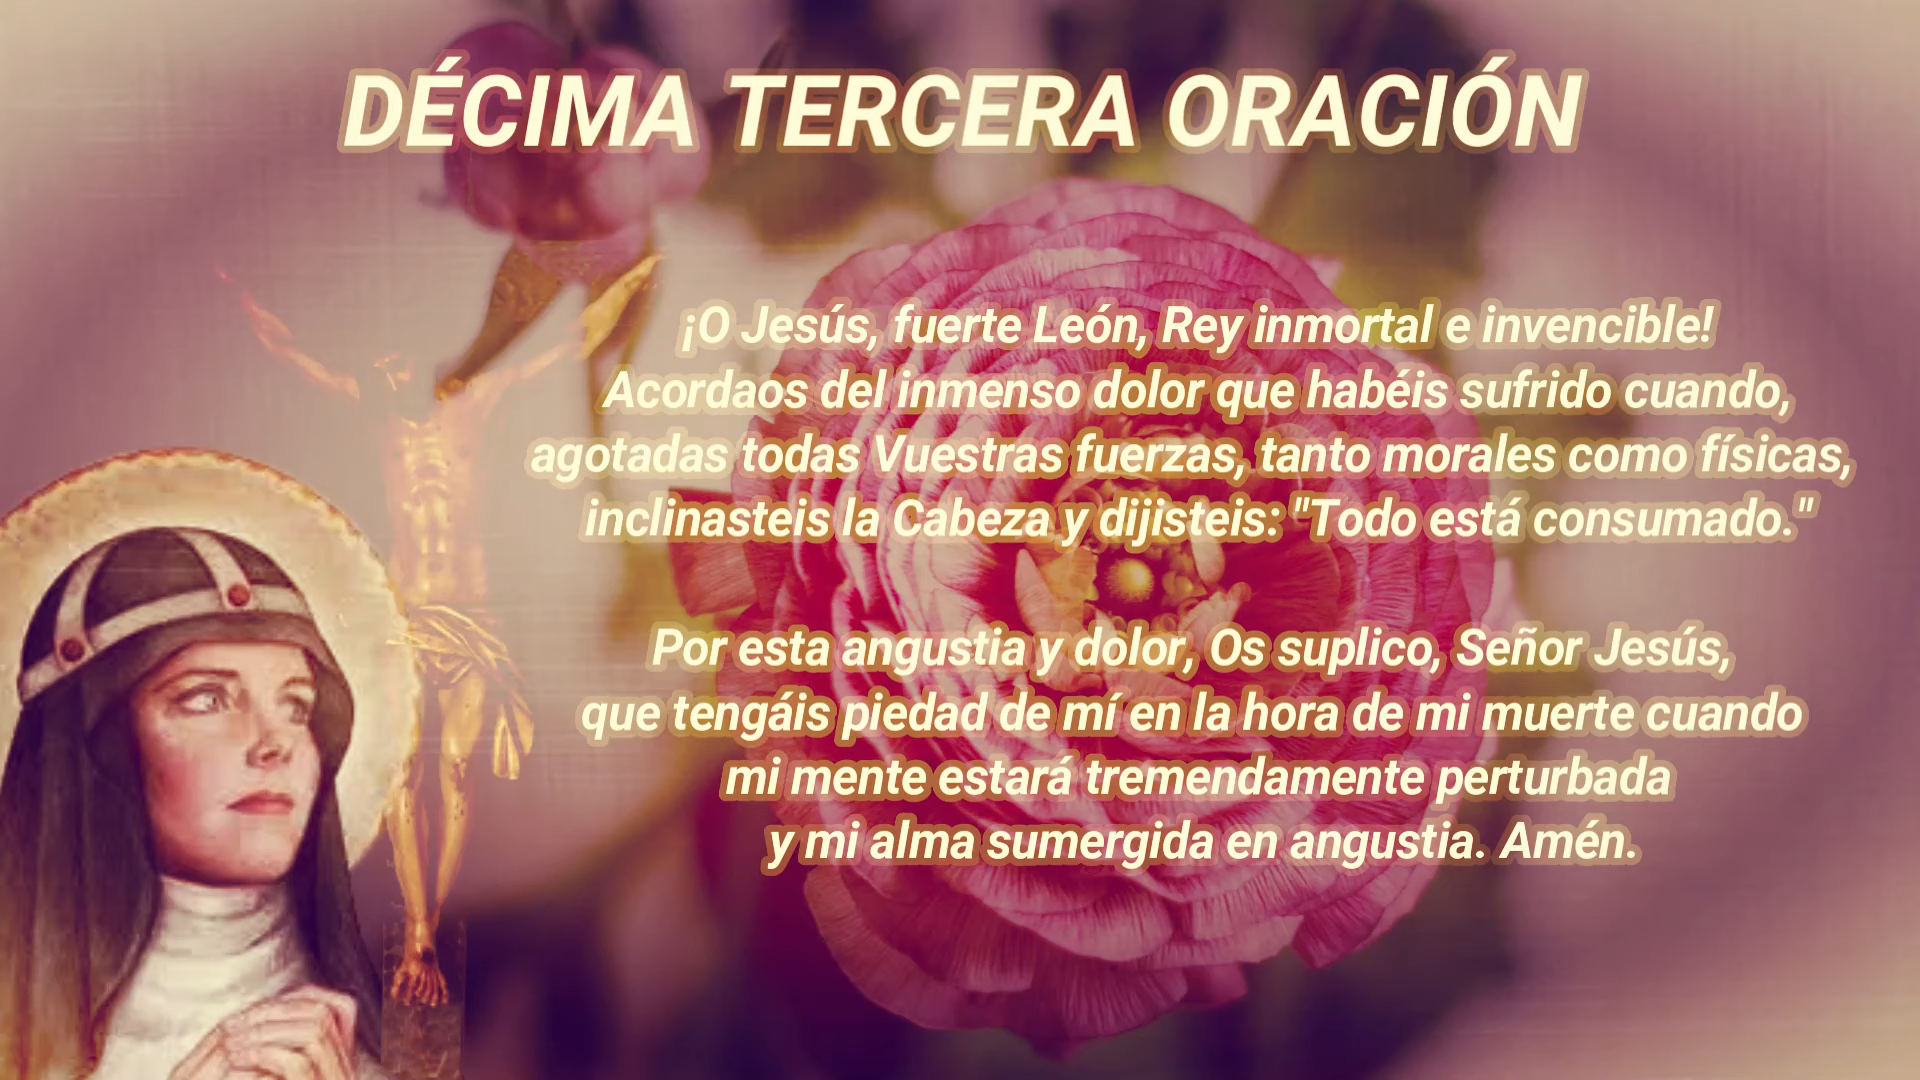 DÉCIMA TERCERA ORACIÓN
¡O Jesús, fuerte León, Rey inmortal e invencible!
Acordaos del inmenso dolor que habéis sufrido cuando,
agotadas todas Vuestras fuerzas, tanto morales como físicas,
inclinasteis la Cabeza y dijisteis: "Todo está consumado."
Por esta angustia y dolor, Os suplico, Señor Jesús,
que tengáis piedad de mí en la hora de mi muerte cuando
mi mente estará tremendamente perturbada
y mi alma sumergida en angustia. Amén.